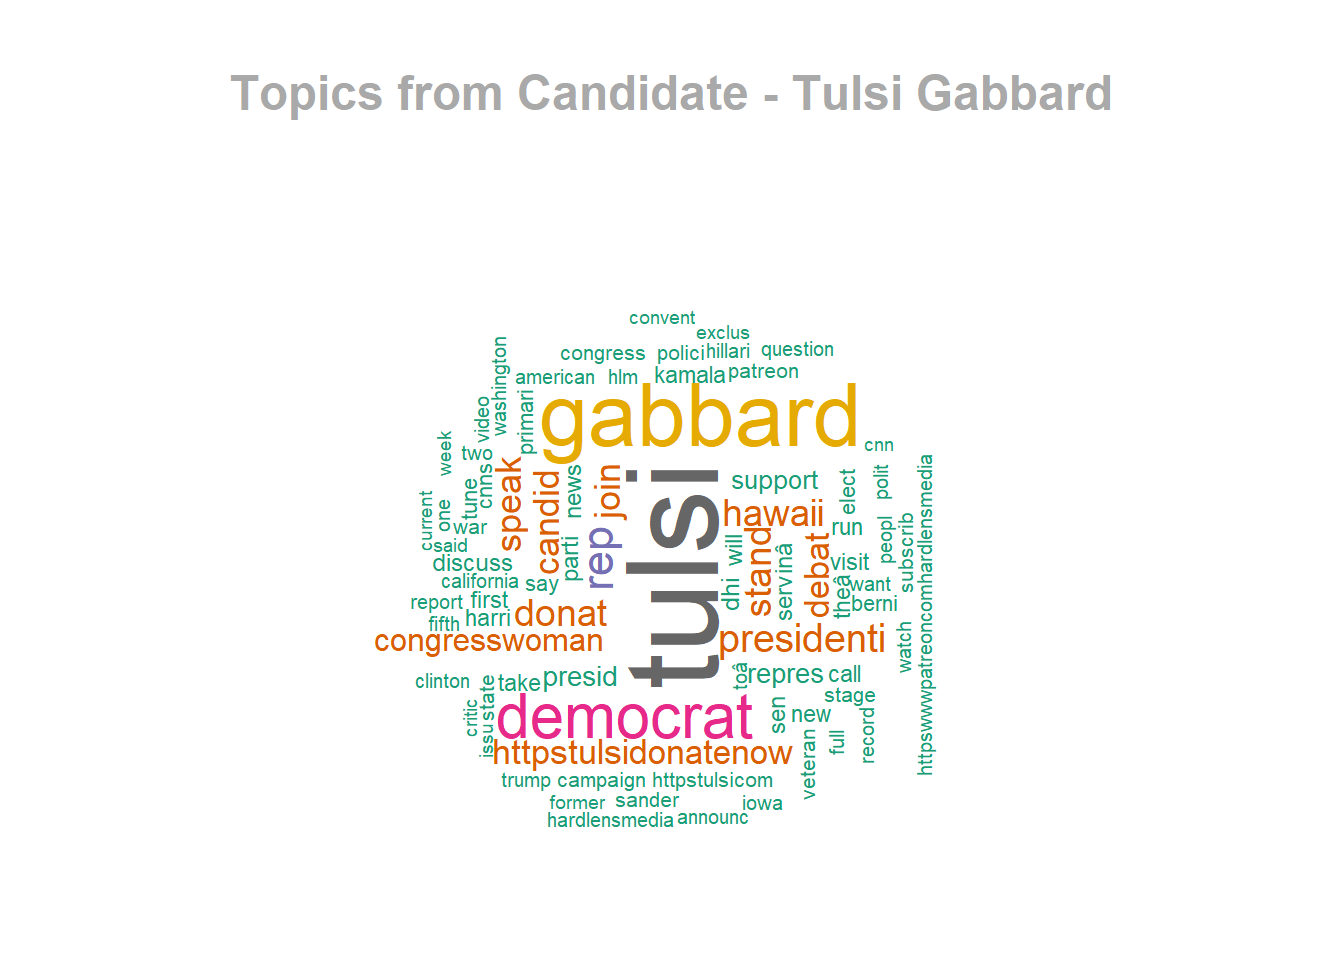 Topics from Candidate - Tulsi Gabbard
convent
exclus
congress
polici
hillari
question
american
hlm
kamala
patreon
washington
video
primari
gabbard
week
two
cnn
speak
candid
news
join
tulsi
support
elect
polit
httpswwwpatreoncomhardlensmedia
cnns
tune
one
current
war
said
hawaii
run
peopl
subscrib
discuss
parti
rep
will
stand
servinâ
debat
visit
california
say
dhi
theâ
want
berni
report
first
fifth
harri
donat
congresswoman
presidenti
watch
clinton
take
presid
toâ
repres
call
stage
state
critic
issu
democrat
sen
new
record
full
veteran
httpstulsidonatenow
trump
campaign
httpstulsicom
former
sander
iowa
hardlensmedia
announc